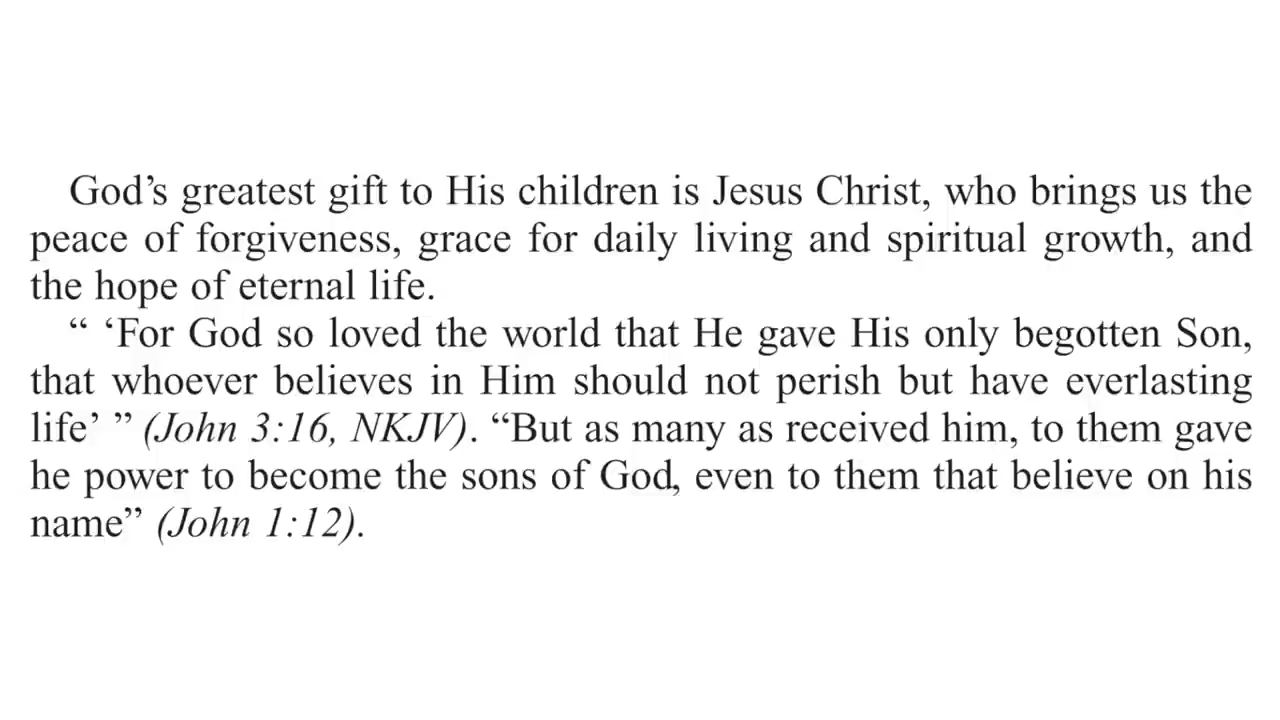 God’s greatest gift to His children is Jesus Christ, who brings us the
peace of forgiveness, grace for daily living and spiritual growth, and
the hope of eternal life.
“ ‘For God so loved the world that He gave His only begotten Son,
that whoever believes in Him should not perish but have everlasting
life’ ” (John 3:16, NKJV). “But as many as received him, to them gave
he power to become the sons of God, even to them that believe on his
name” (John 1:12).